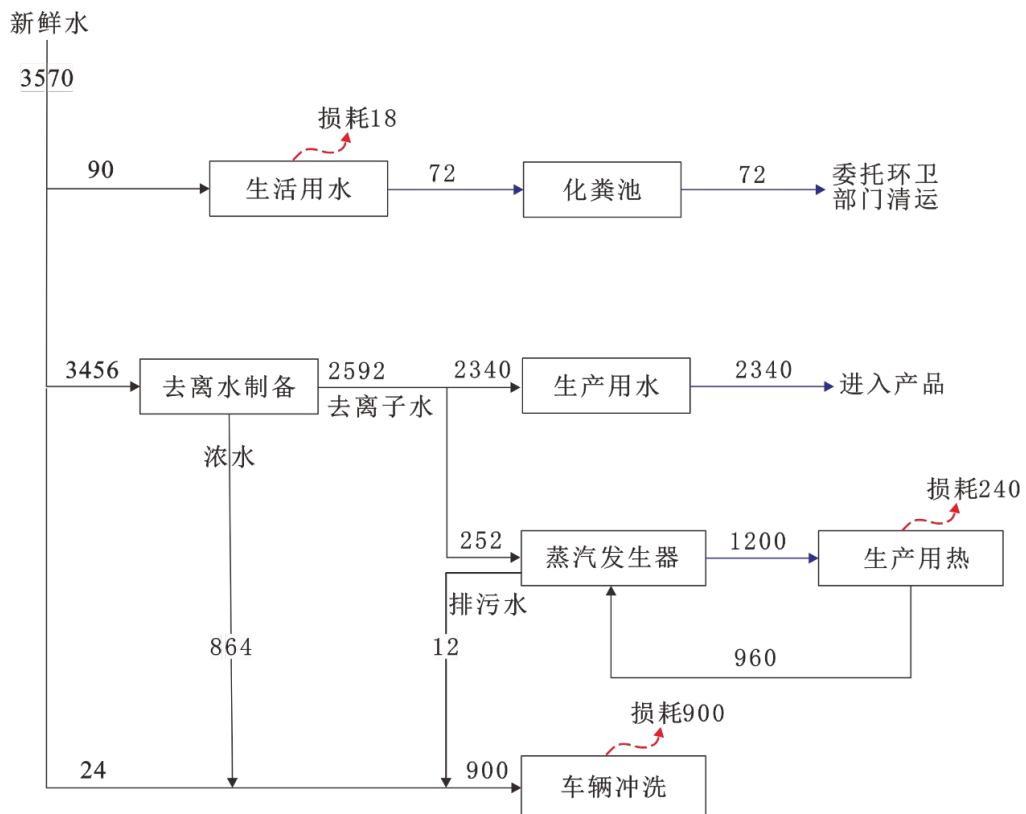 新鲜水
3570
损耗18
90
生活用水
72
化粪池
72
委托环卫
部门清运
3456
去离水制备
2592
去离子水
2340
生产用水
2340
进入产品
浓水
损耗240
252
蒸汽发生器
1200
生产用热
排污水
864
12
960
损耗900
24
900
车辆冲洗